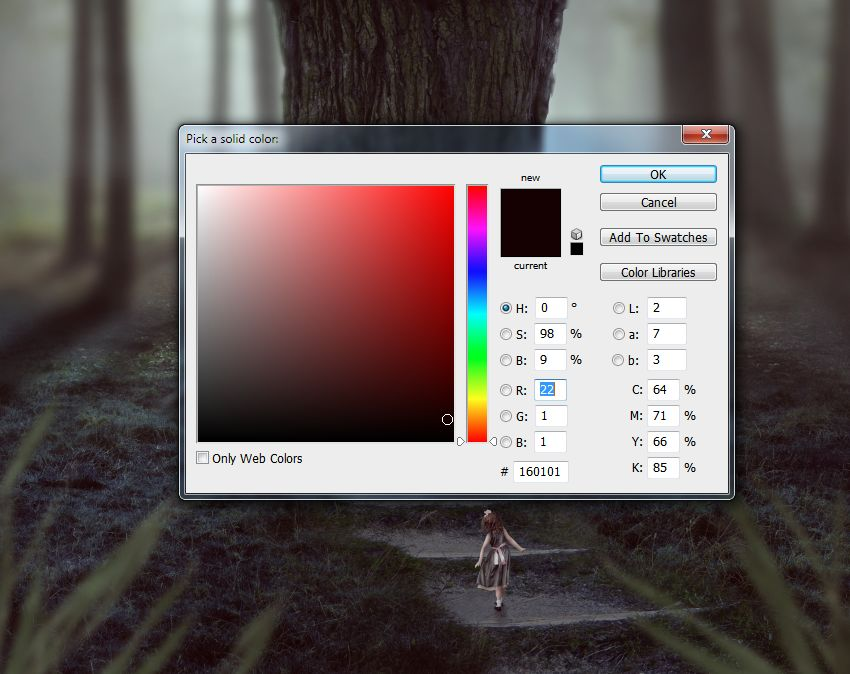 Pick a solid color:
new
current
OK
Cancel
Add To Swatches
Color Libraries
H: 0 °
S: 98 %
B: 9 %
R: 22
G: 1
B: 1
# 160101
L: 2
a: 7
b: 3
C: 64 %
M: 71 %
Y: 66 %
K: 85 %
Only Web Colors